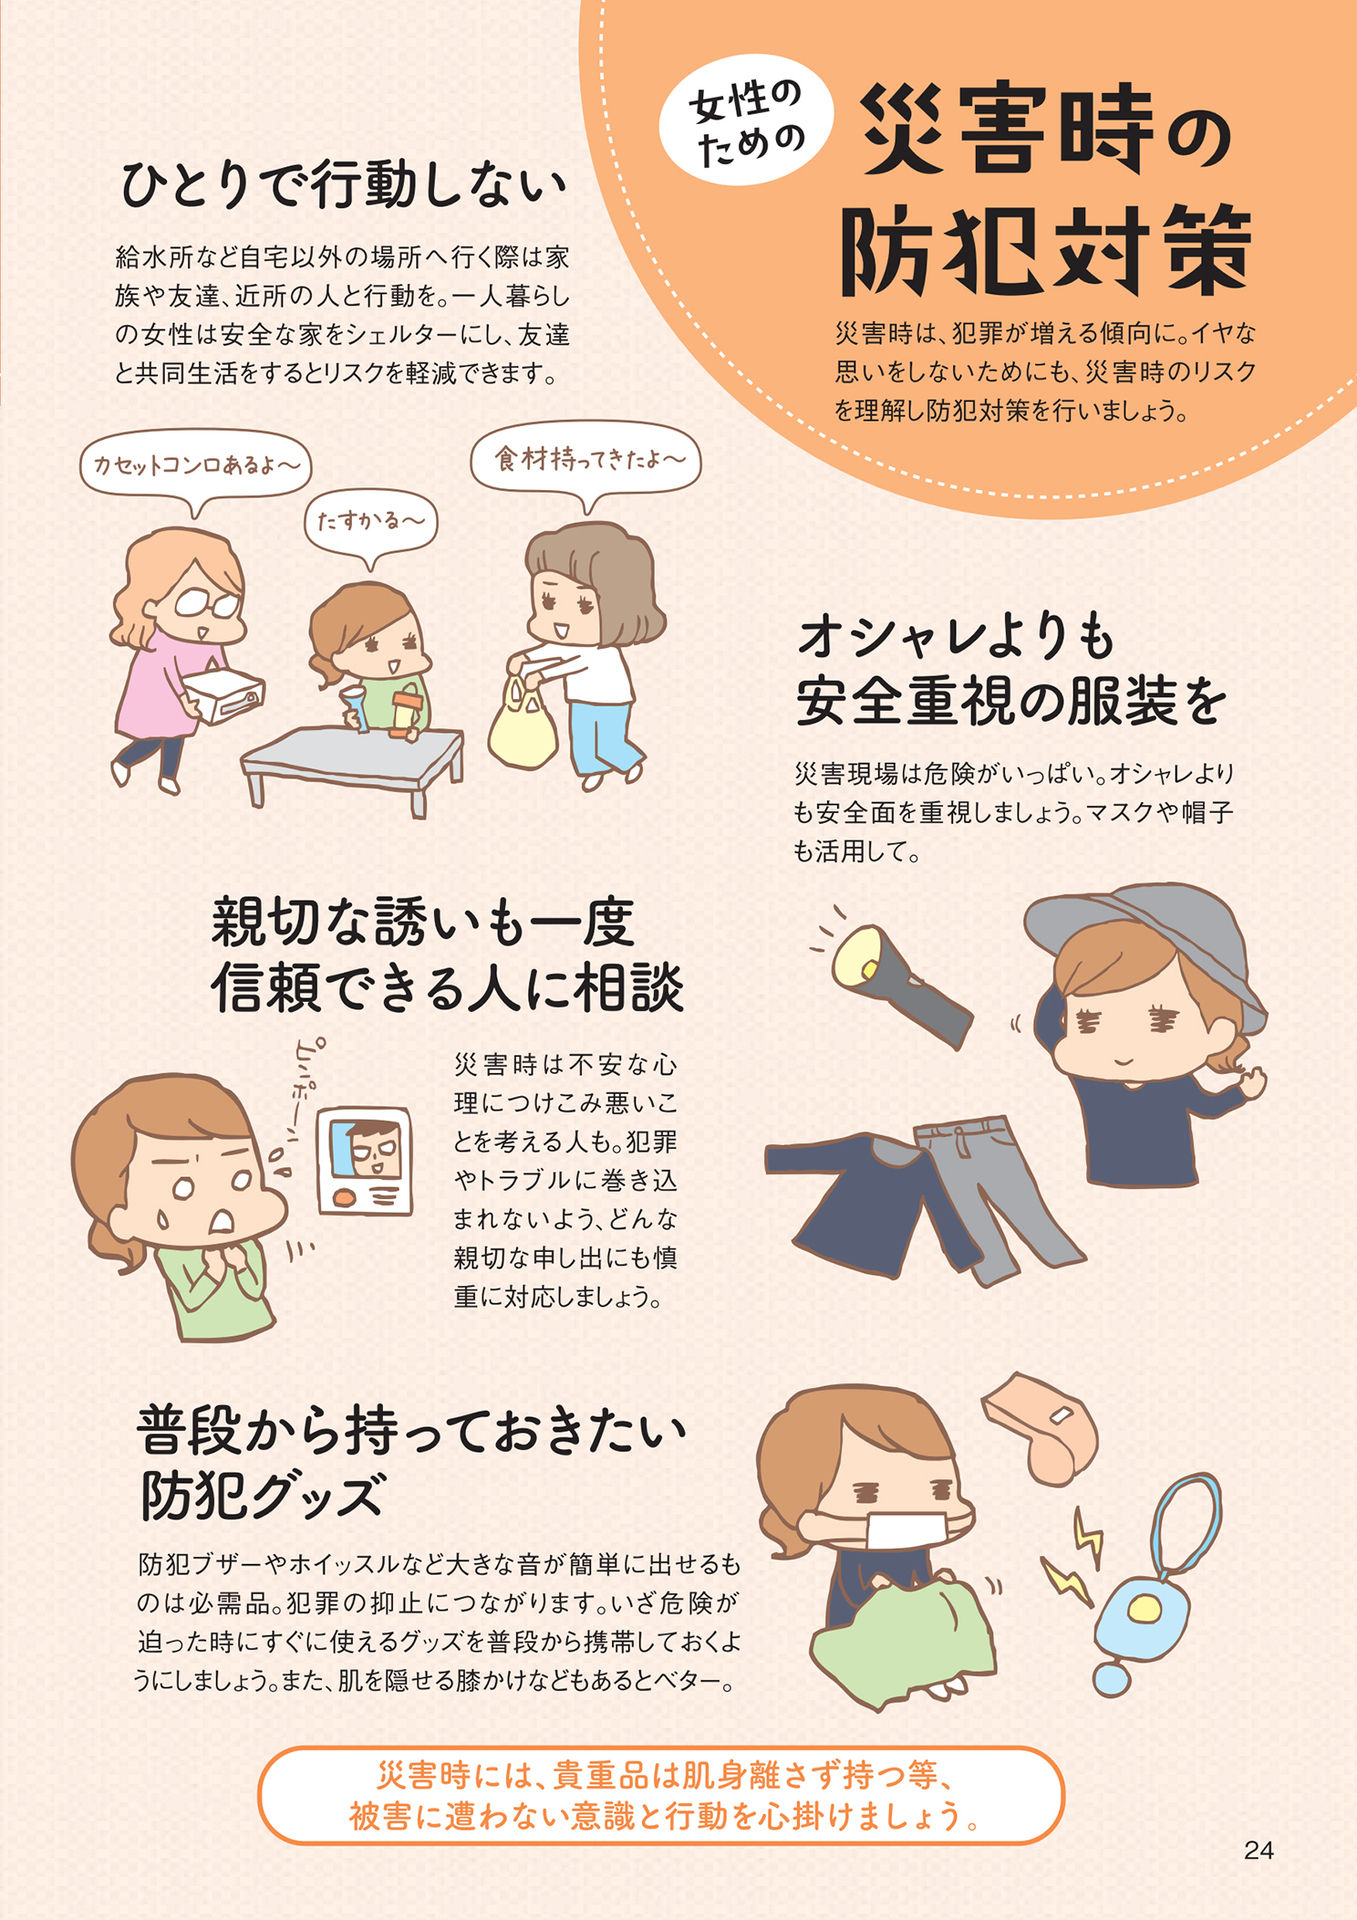 女性の
ための
災害時の
防犯対策
災害時は、犯罪が増える傾向に。イヤな
思いをしないためにも、災害時のリスク
を理解し防犯対策を行いましょう。
ひとりで行動しない
給水所など自宅以外の場所へ行く際は家
族や友達、近所の人と行動を。一人暮らし
の女性は安全な家をシェルターにし、友達
と共同生活をするとリスクを軽減できます。
カセットコンロあるよ〜
たすかる〜
食材持ってきたよ〜
オシャレよりも
安全重視の服装を
災害現場は危険がいっぱい。オシャレより
も安全面を重視しましょう。マスクや帽子
も活用して。
親切な誘いも一度
信頼できる人に相談
ピンポーン
災害時は不安な心
理につけこみ悪いこ
とを考える人も。犯罪
やトラブルに巻き込
まれないよう、どんな
親切な申し出にも慎
重に対応しましょう。
普段から持っておきたい
防犯グッズ
防犯ブザーやホイッスルなど大きな音が簡単に出せるも
のは必需品。犯罪の抑止につながります。いざ危険が
迫った時にすぐに使えるグッズを普段から携帯しておくよ
うにしましょう。また、肌を隠せる膝かけなどもあるとベター。
災害時には、貴重品は肌身離さず持つ等、
被害に遭わない意識と行動を心掛けましょう。
24